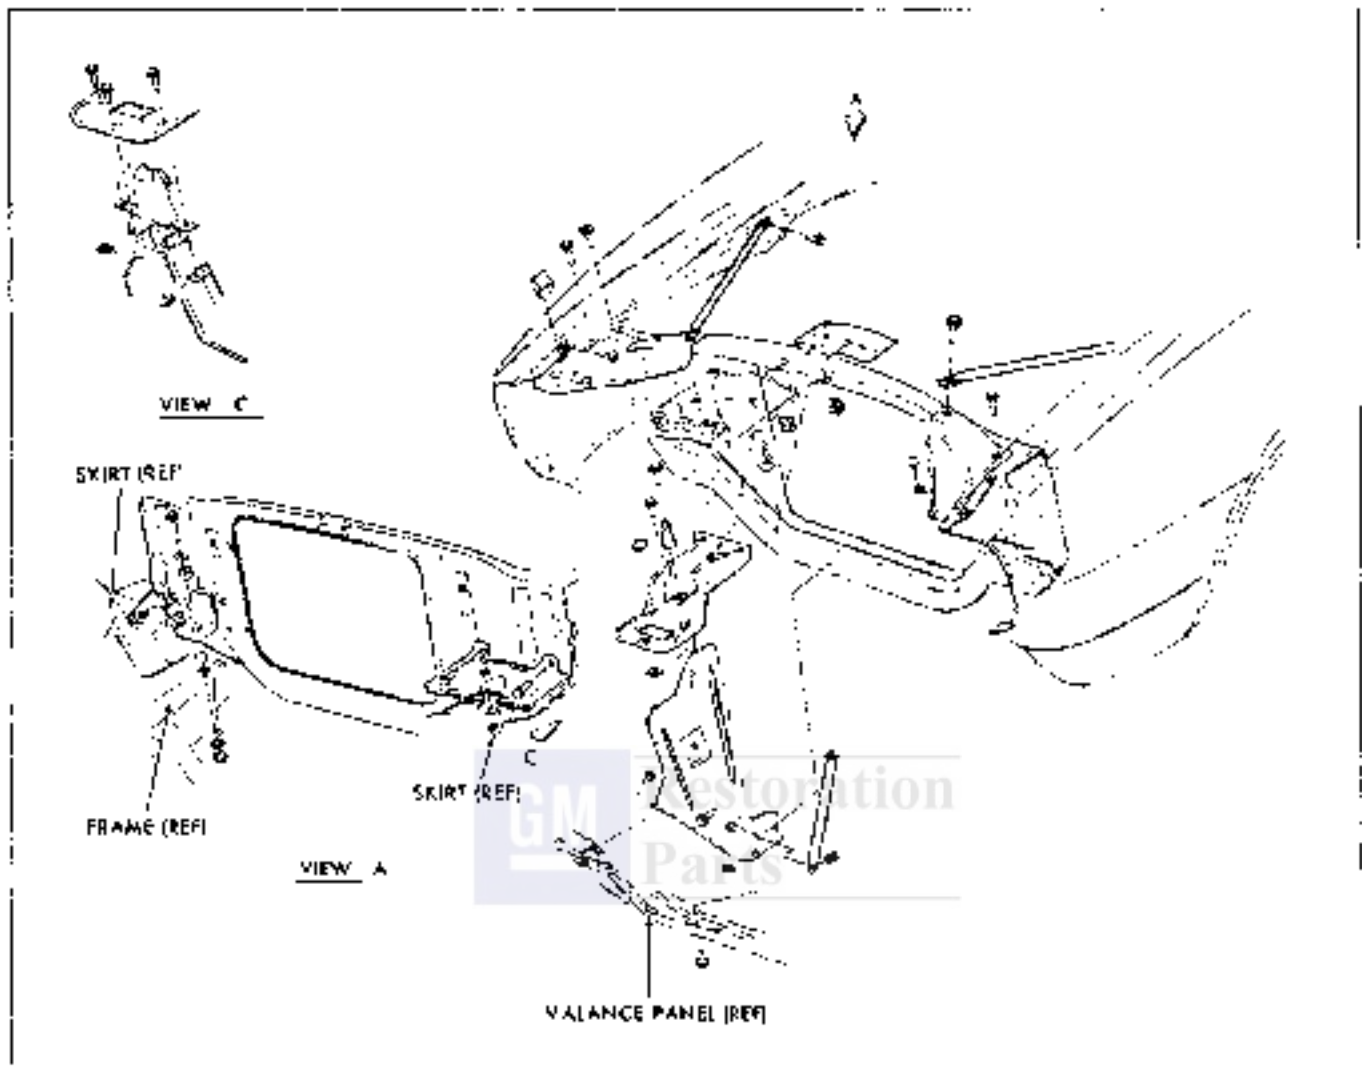 A
VIEW C
SKIRT (REF)
C
SKIRT (REF)
FRAME (REF)
VIEW A
GM Restoration
Parts
VALANCE PANEL (REF)